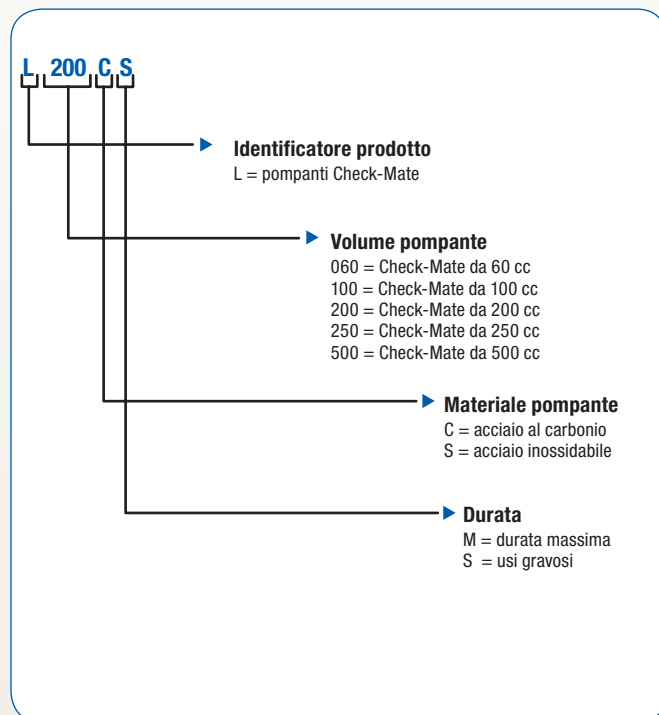 L 200 C S
Identificatore prodotto
L = pompanti Check-Mate
Volume pompante
060 = Check-Mate da 60 cc
100 = Check-Mate da 100 cc
200 = Check-Mate da 200 cc
250 = Check-Mate da 250 cc
500 = Check-Mate da 500 cc
Materiale pompante
C = acciaio al carbonio
S = acciaio inossidabile
Durata
M = durata massima
S = usi gravosi